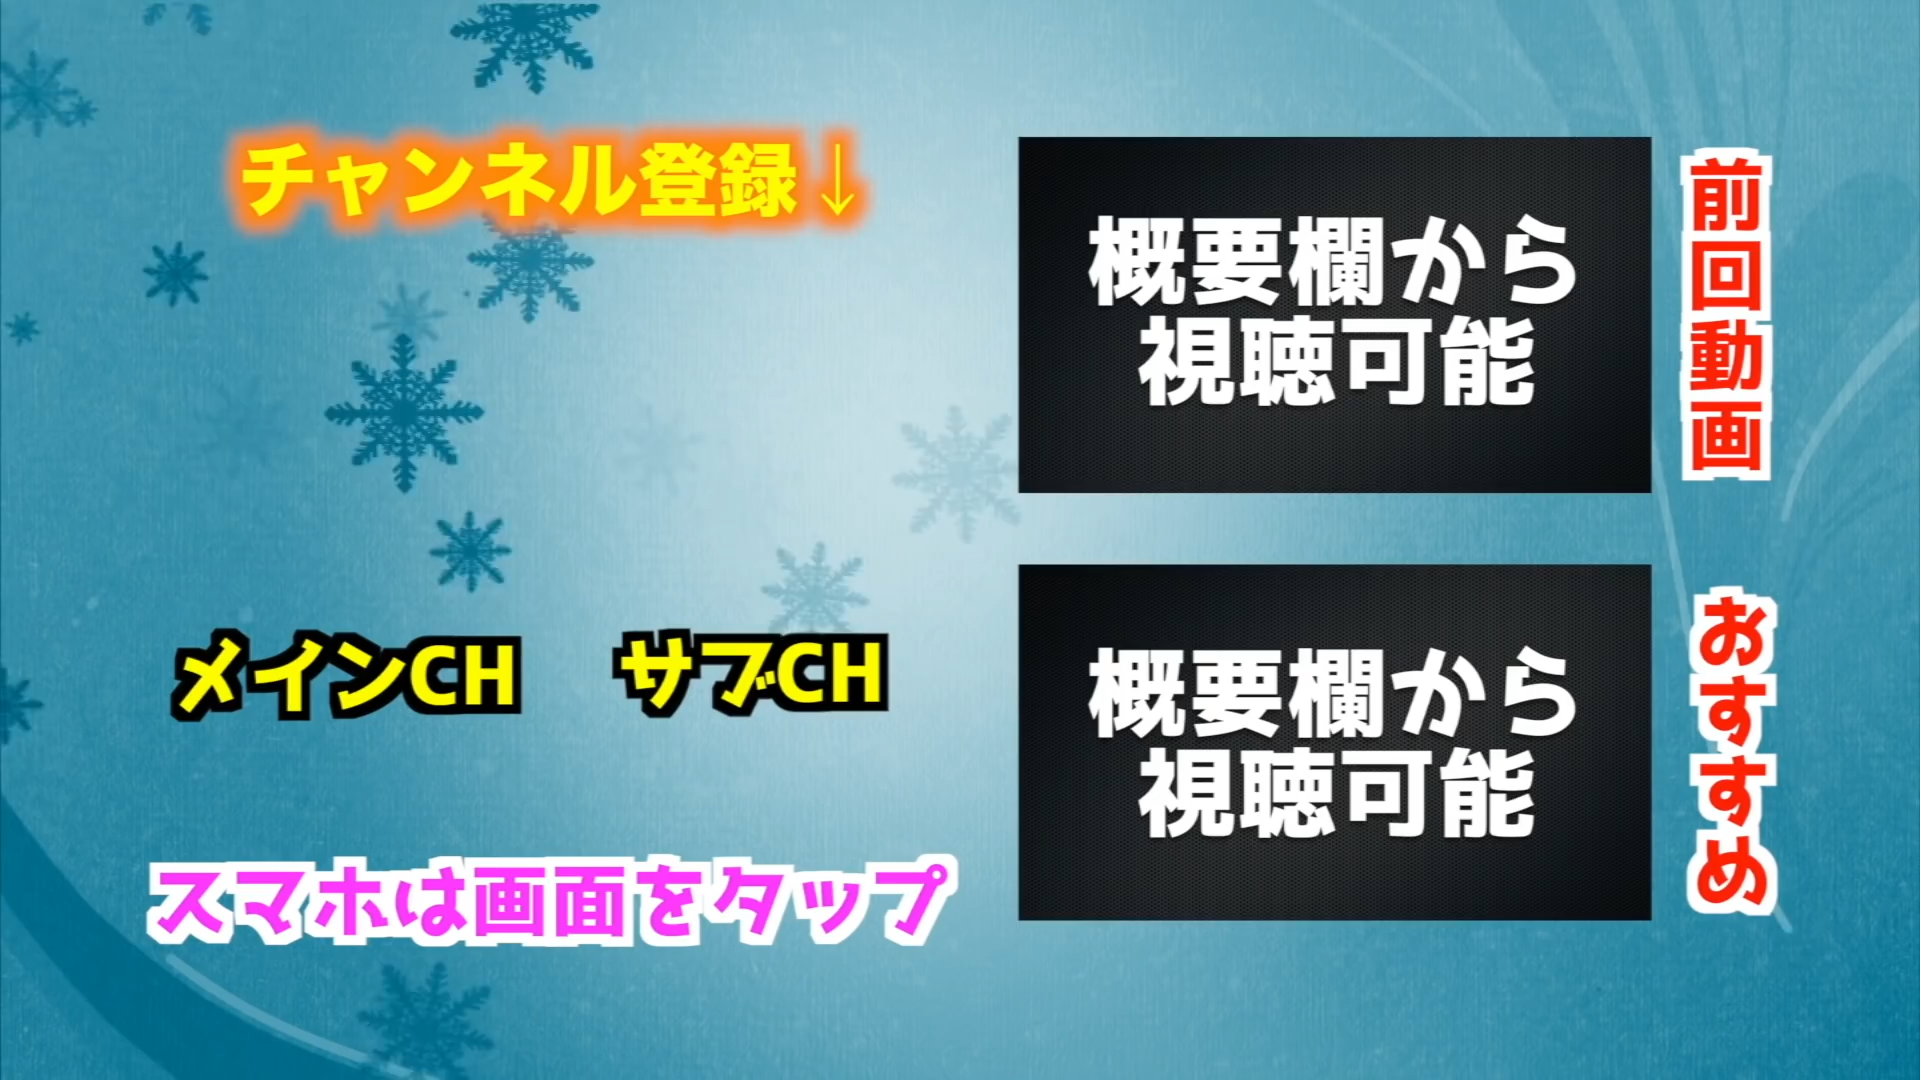 チャンネル登録↓
概要欄から
視聴可能
前回動画
メインCH
サブCH
概要欄から
視聴可能
おすすめ
スマホは画面をタップ